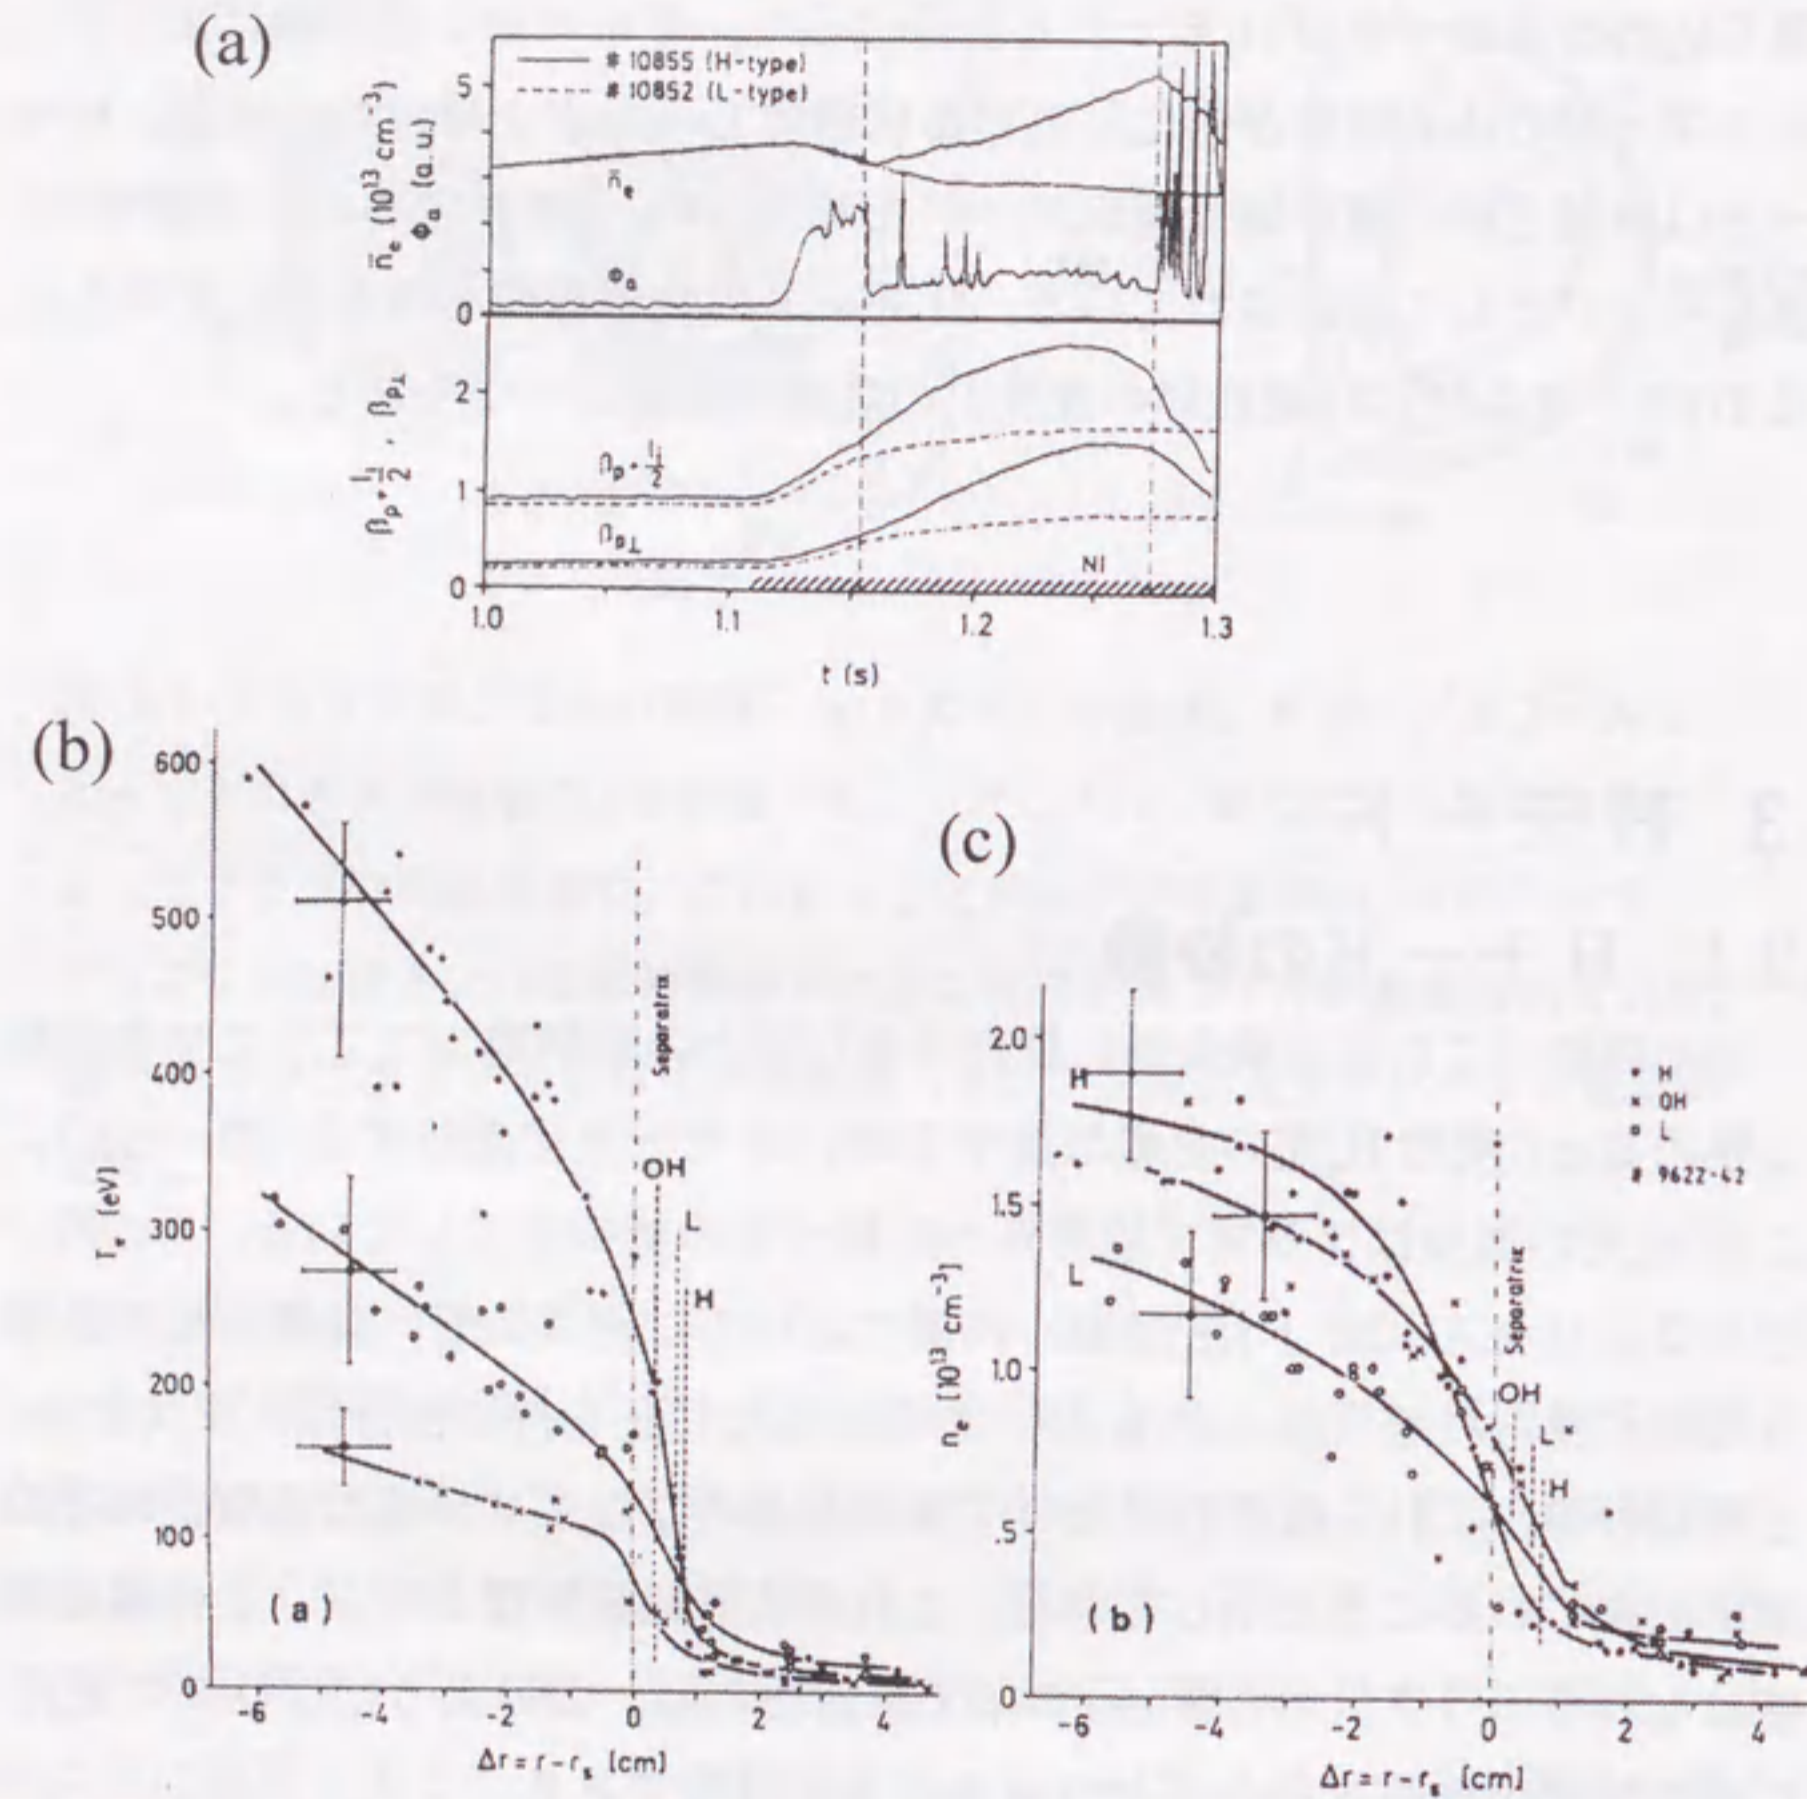 (a)
# 10855 (H-type)
# 10852 (L-type)
n̄e (10¹³ cm⁻³)
Φa (a.u.)
5
0
n̄e
Φa
βp + li/2 , βp⊥
2
1
0
βp + li/2
βp⊥
NI
1.0 1.1 1.2 1.3
t (s)
(b)
600
500
400
300
200
100
0
Te (eV)
Separatrix
OH
L
H
(a)
-6 -4 -2 0 2 4
Δr = r - rs [cm]
(c)
2.0
1.5
1.0
.5
0
ne [10¹³ cm⁻³]
H
L
• H
× OH
o L
# 9622-42
Separatrix
OH
L
H
(b)
-6 -4 -2 0 2 4
Δr = r - rs [cm]